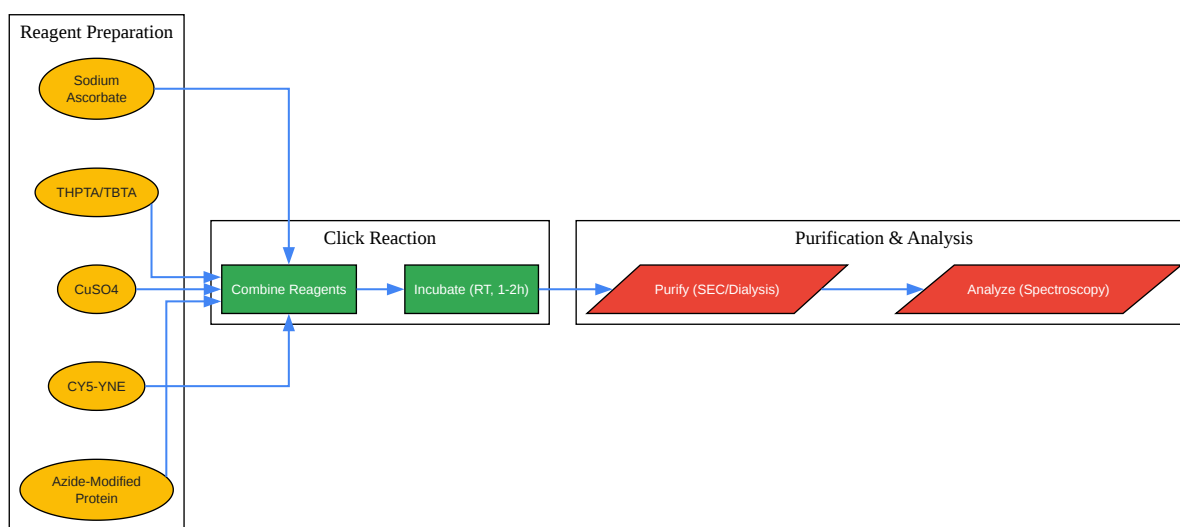 Reagent Preparation
Sodium
Ascorbate
THPTA/TBTA
CuSO4
CY5-YNE
Azide-Modified
Protein
Click Reaction
Combine Reagents
Incubate (RT, 1-2h)
Purification & Analysis
Purify (SEC/Dialysis)
Analyze (Spectroscopy)